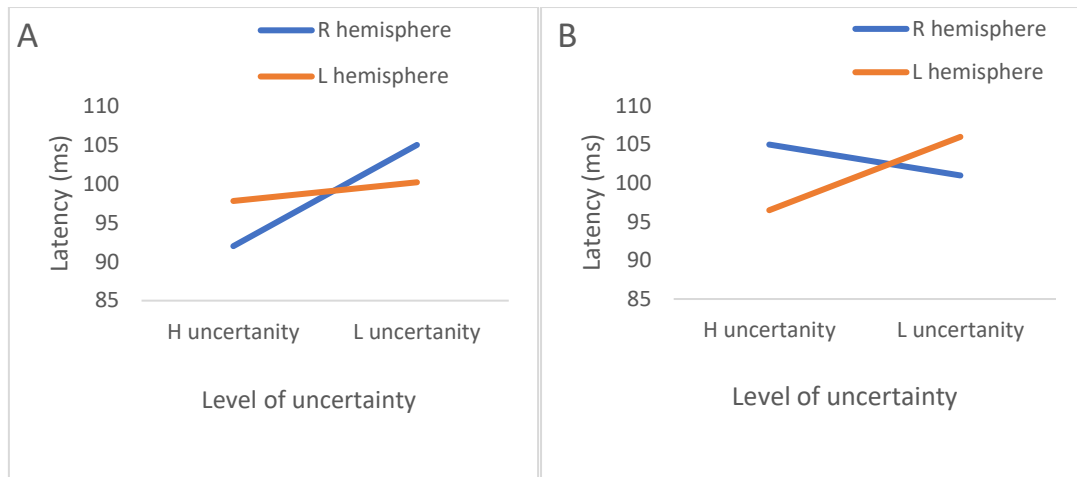 A
R hemisphere
L hemisphere
110
105
100
95
90
85
Latency (ms)
H uncertanity
L uncertanity
Level of uncertainty
B
R hemisphere
L hemisphere
110
105
100
95
90
85
Latency (ms)
H uncertanity
L uncertanity
Level of uncertainty